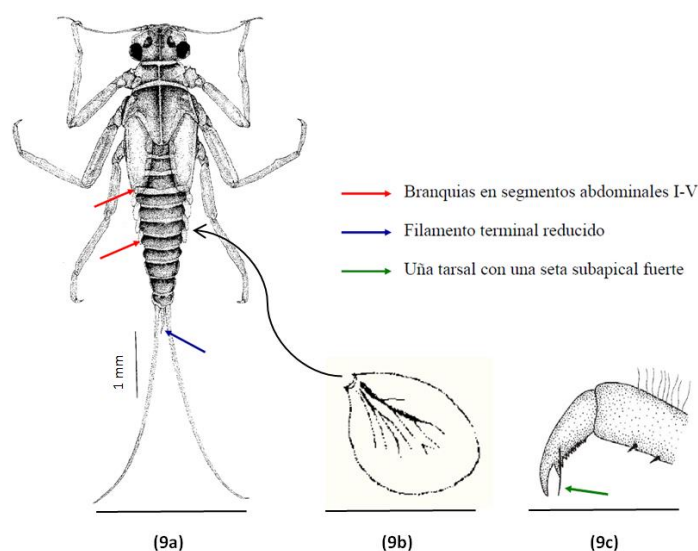 Branquias en segmentos abdominales I-V
Filamento terminal reducido
Uña tarsal con una seta subapical fuerte
1 mm
(9a)
(9b)
(9c)